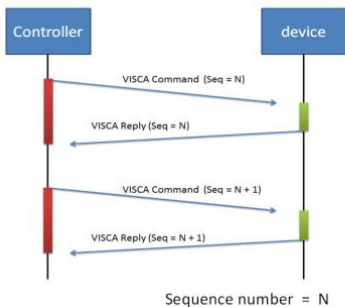 Controller
device
VISCA Command (Seq = N)
VISCA Reply (Seq = N)
VISCA Command (Seq = N + 1)
VISCA Reply (Seq = N + 1)
Sequence number = N